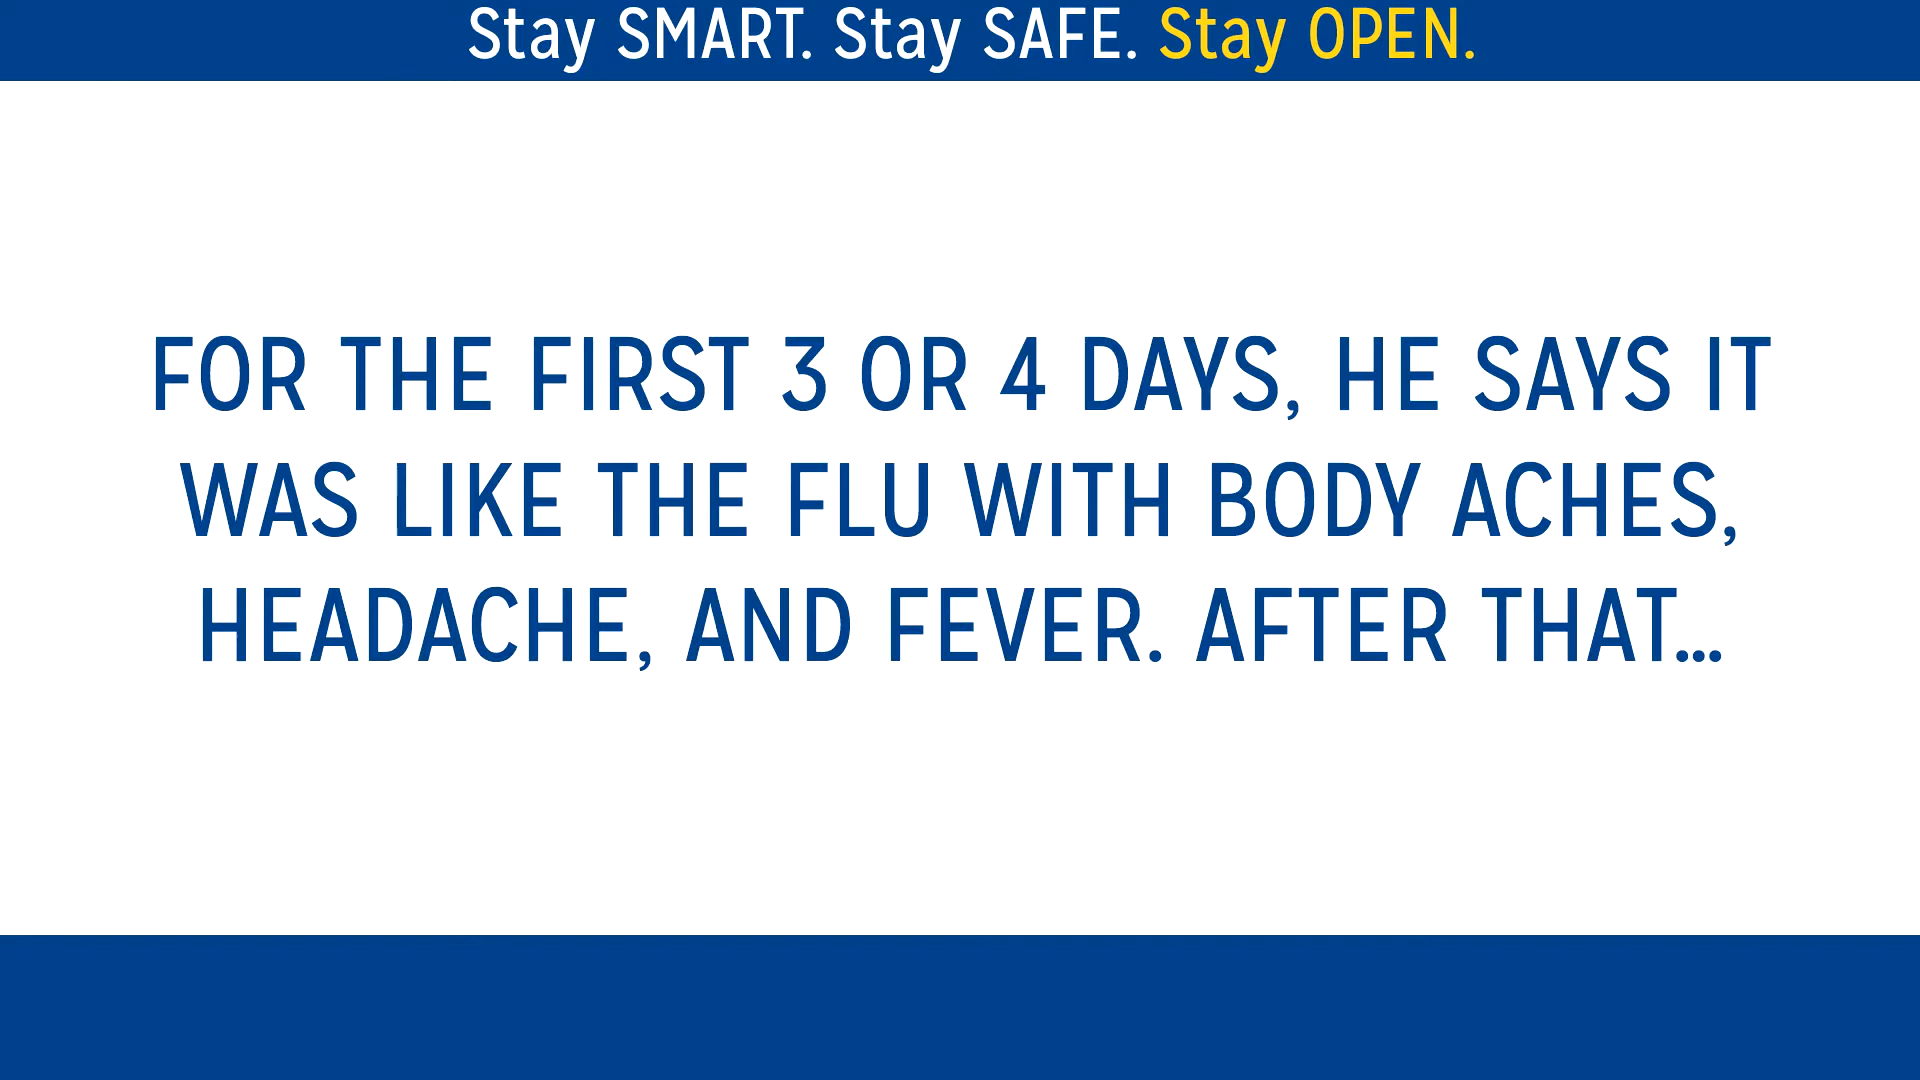 Stay SMART. Stay SAFE. Stay OPEN.
FOR THE FIRST 3 OR 4 DAYS, HE SAYS IT
WAS LIKE THE FLU WITH BODY ACHES,
HEADACHE, AND FEVER. AFTER THAT...